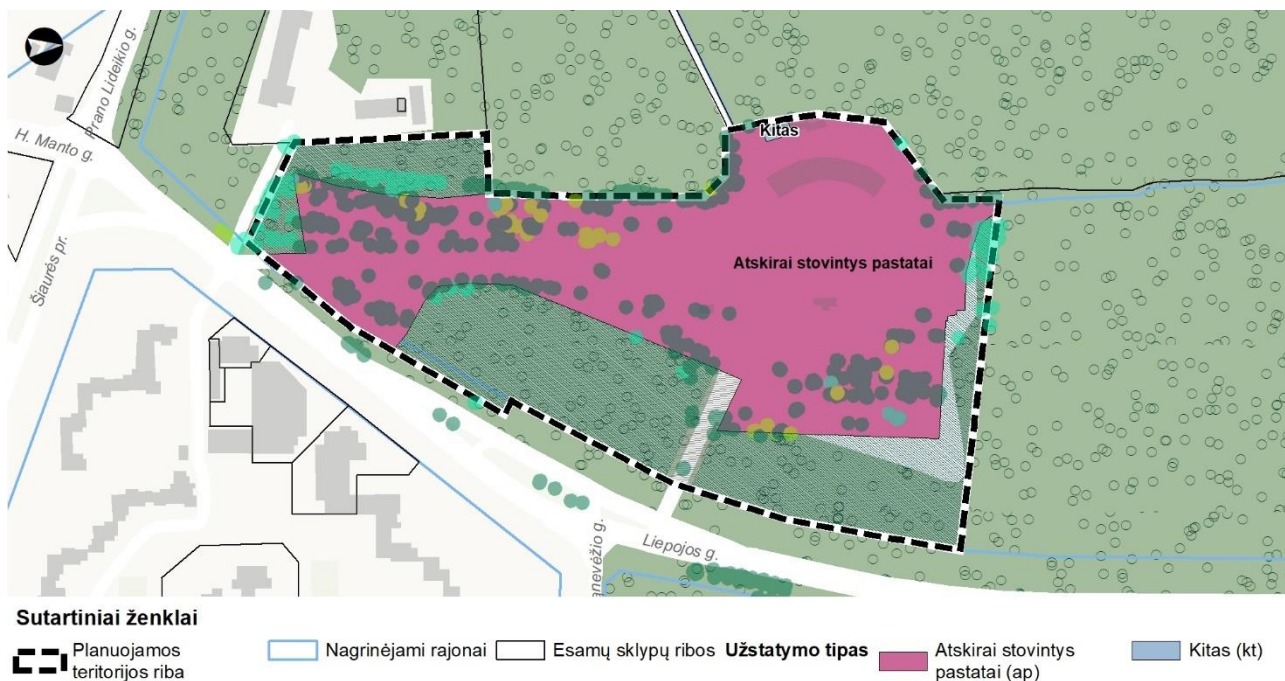 Prano Lideikio g.
H. Manto g.
Kitas
Šiaurės pr.
Atskirai stovintys pastatai
Liepojos g.
anevėžio g.
Sutartiniai ženklai
Planuojamos
teritorijos riba
Nagrinėjami rajonai
Esamų sklypų ribos
Užstatymo tipas
Atskirai stovintys
pastatai (ap)
Kitas (kt)